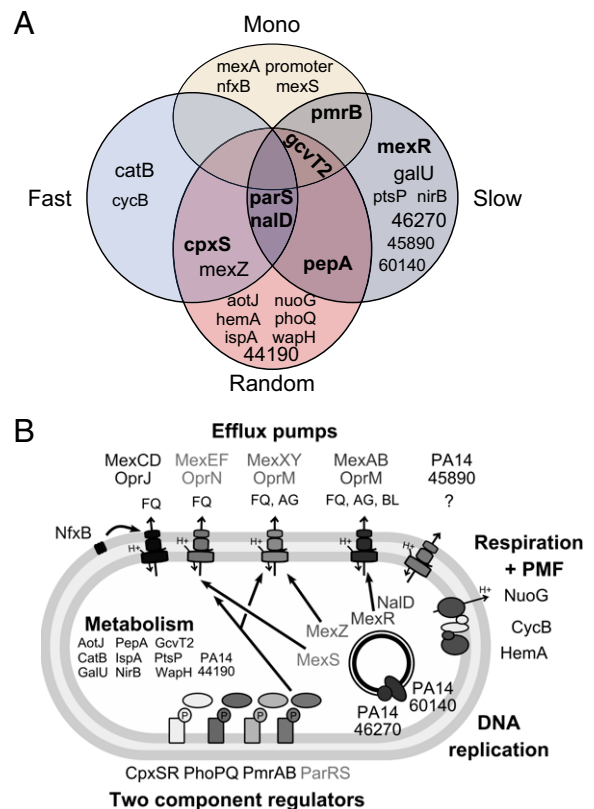 A
Mono
mexA promoter
nfxB mexS
pmrB
gcvT2
mexR
galU
ptsP nirB
46270
45890
60140
catB
cycB
Fast
Slow
parS
nalD
cpxS
mexZ
pepA
aotJ nuoG
hemA phoQ
ispA wapH
44190
Random
B
Efflux pumps
MexCD MexEF MexXY MexAB PA14
OprJ OprN OprM OprM 45890
FQ FQ FQ, AG FQ, AG, BL ?
NfxB
H+ H+ H+ H+ H+
Respiration
+ PMF
H+
NuoG
CycB
HemA
Metabolism
AotJ PepA GcvT2
CatB IspA PtsP PA14
GalU NirB WapH 44190
NalD
MexR
MexZ
MexS
PA14
60140
PA14
46270
DNA
replication
P P P P
CpxSR PhoPQ PmrAB ParRS
Two component regulators